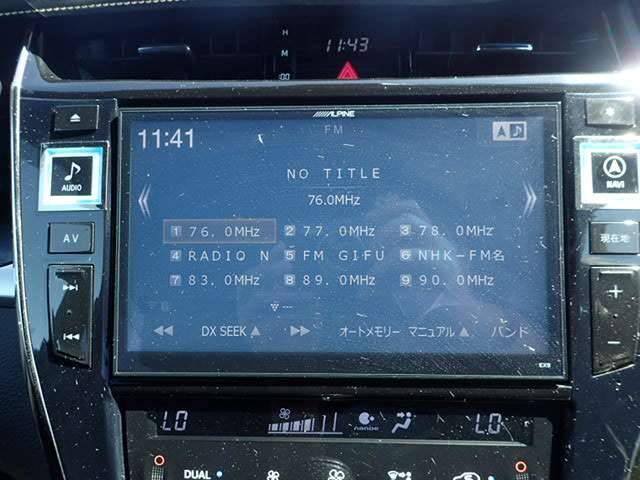 H
M
:00
11:43
ALPINE
11:41
FM
NO TITLE
76.0MHz
1 76.0MHz 2 77.0MHz 3 78.0MHz
4 RADIO N 5 FM GIFU 6 NHK-FM名
7 83.0MHz 8 89.0MHz 9 90.0MHz
DX SEEK オートメモリー マニュアル バンド
AUDIO
AV
NAVI
現在地
+
−
LO
nanoe
LO
DUAL